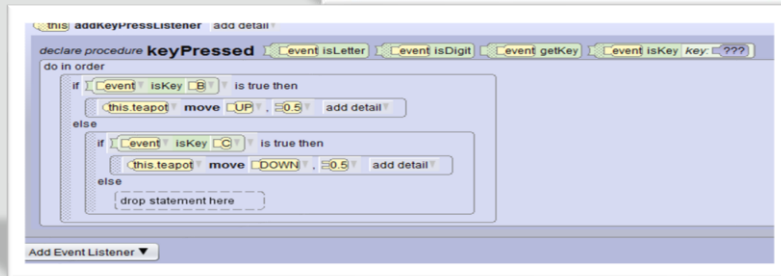 this addKeyPressListener add detail
declare procedure keyPressed event isLetter event isDigit event getKey event isKey key: ???
do in order
if event isKey B is true then
this.teapot move UP , 0.5 add detail
else
if event isKey C is true then
this.teapot move DOWN , 0.5 add detail
else
drop statement here
Add Event Listener